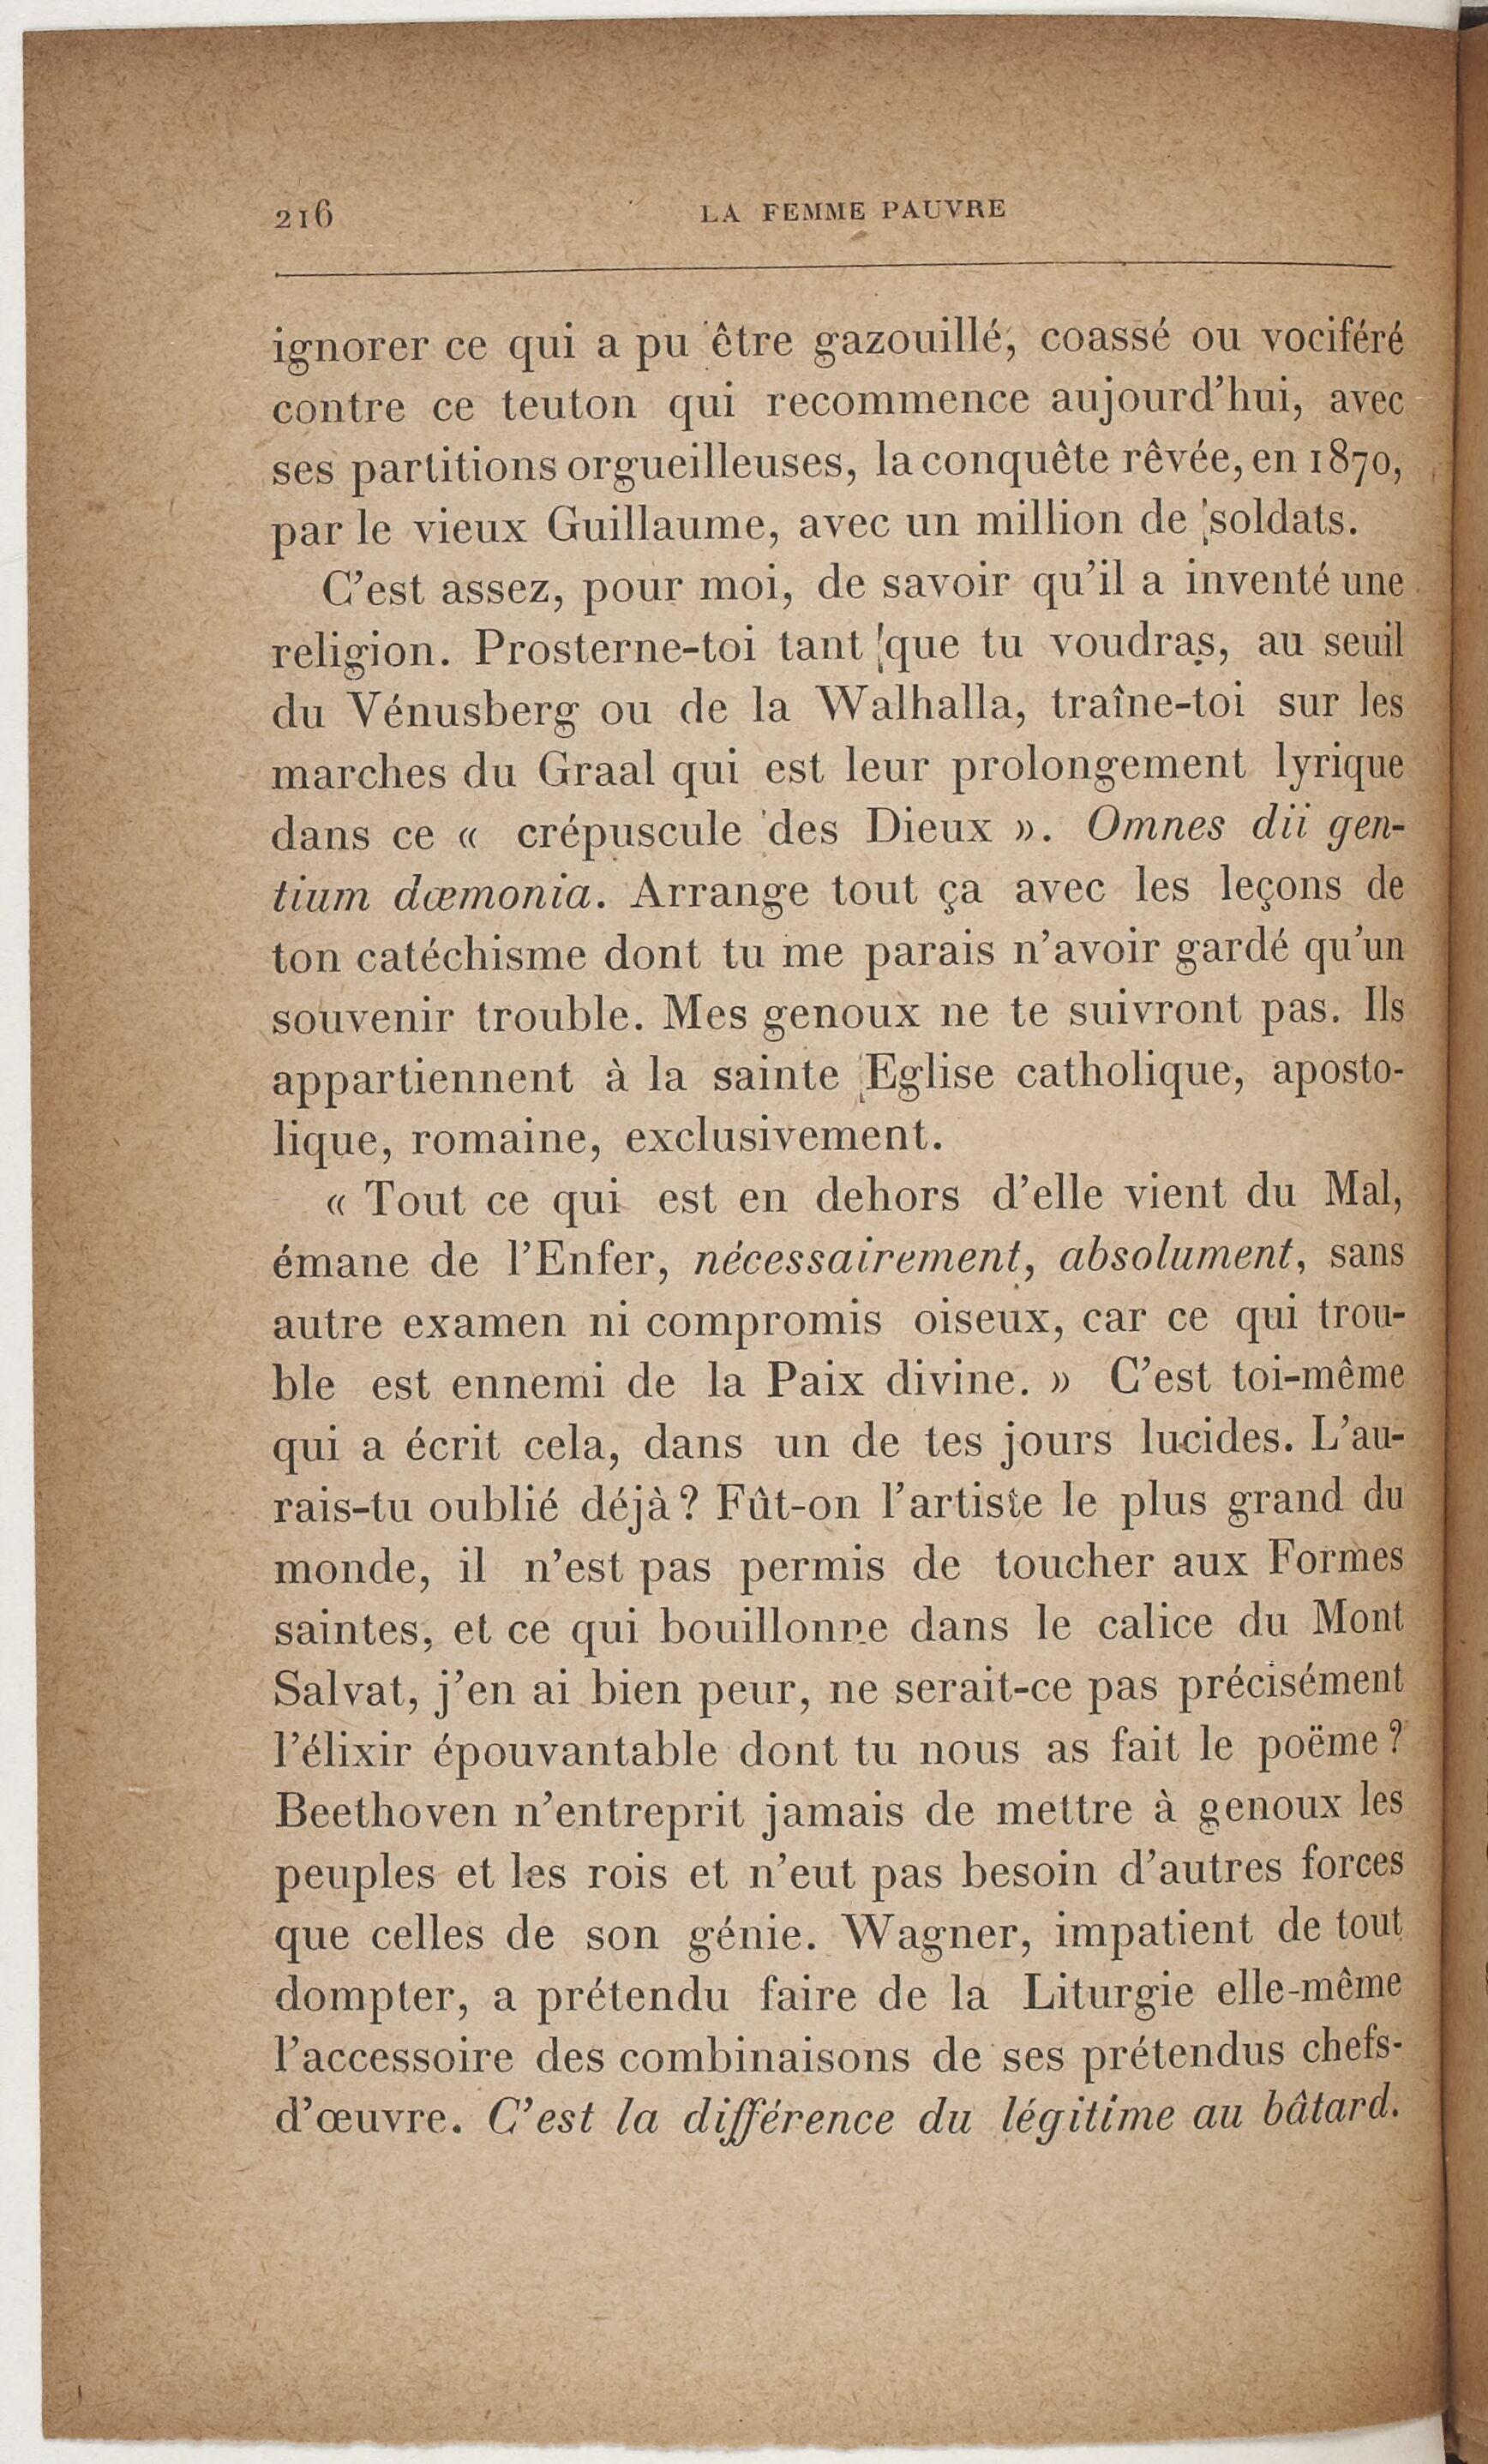 216 LA FEMME PAUVRE
ignorer ce qui a pu être gazouillé, coassé ou vociféré
contre ce teuton qui recommence aujourd'hui, avec
ses partitions orgueilleuses, la conquête rêvée, en 1870,
par le vieux Guillaume, avec un million de soldats.
C'est assez, pour moi, de savoir qu'il a inventé une
religion. Prosterne-toi tant que tu voudras, au seuil
du Vénusberg ou de la Walhalla, traîne-toi sur les
marches du Graal qui est leur prolongement lyrique
dans ce « crépuscule des Dieux ». Omnes dii gen-
tium dæmonia. Arrange tout ça avec les leçons de
ton catéchisme dont tu me parais n'avoir gardé qu'un
souvenir trouble. Mes genoux ne te suivront pas. Ils
appartiennent à la sainte Eglise catholique, aposto-
lique, romaine, exclusivement.
« Tout ce qui est en dehors d'elle vient du Mal,
émane de l'Enfer, nécessairement, absolument, sans
autre examen ni compromis oiseux, car ce qui trou-
ble est ennemi de la Paix divine. » C'est toi-même
qui a écrit cela, dans un de tes jours lucides. L'au-
rais-tu oublié déjà ? Fût-on l'artiste le plus grand du
monde, il n'est pas permis de toucher aux Formes
saintes, et ce qui bouillonne dans le calice du Mont
Salvat, j'en ai bien peur, ne serait-ce pas précisément
l'élixir épouvantable dont tu nous as fait le poëme ?
Beethoven n'entreprit jamais de mettre à genoux les
peuples et les rois et n'eut pas besoin d'autres forces
que celles de son génie. Wagner, impatient de tout
dompter, a prétendu faire de la Liturgie elle-même
l'accessoire des combinaisons de ses prétendus chefs-
d'œuvre. C'est la différence du légitime au bâtard.